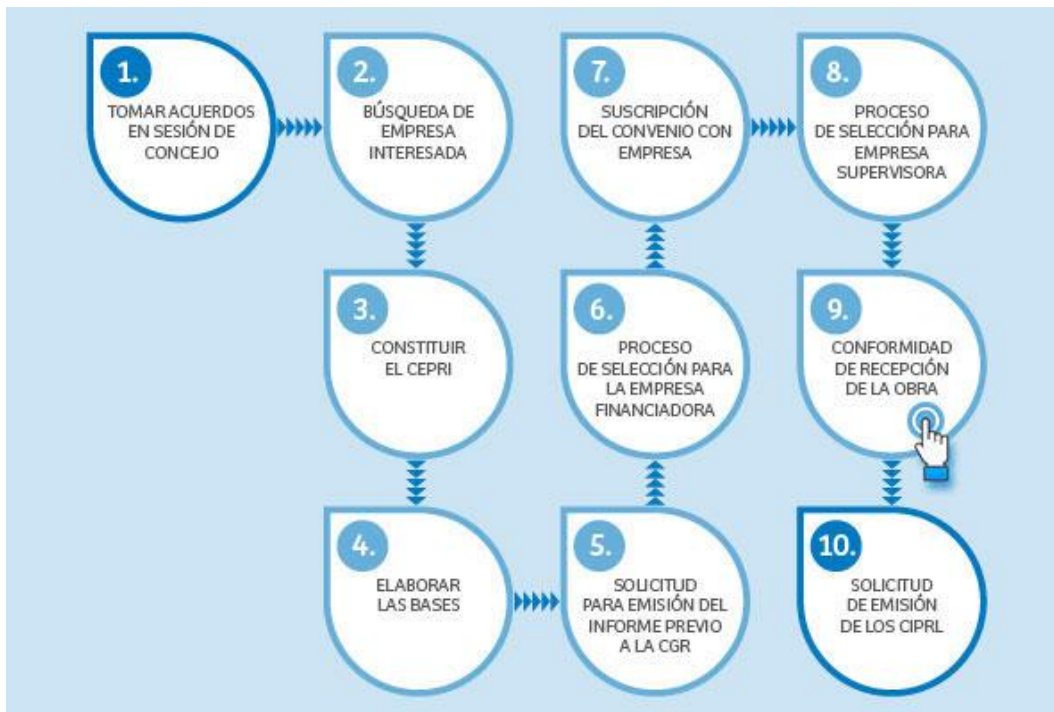 1.
TOMAR ACUERDOS
EN SESIÓN DE
CONCEJO
2.
BÚSQUEDA DE
EMPRESA
INTERESADA
3.
CONSTITUIR
EL CEPRI
4.
ELABORAR
LAS BASES
5.
SOLICITUD
PARA EMISIÓN DEL
INFORME PREVIO
A LA CGR
6.
PROCESO
DE SELECCIÓN PARA
LA EMPRESA
FINANCIADORA
7.
SUSCRIPCIÓN
DEL CONVENIO CON
EMPRESA
8.
PROCESO
DE SELECCIÓN PARA
EMPRESA
SUPERVISORA
9.
CONFORMIDAD
DE RECEPCIÓN
DE LA OBRA
10.
SOLICITUD
DE EMISIÓN
DE LOS CIPRL